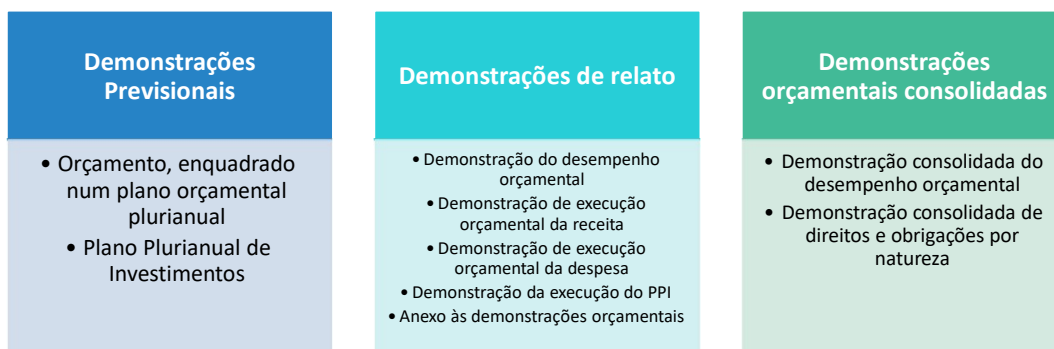 Demonstrações
Previsionais
• Orçamento, enquadrado
num plano orçamental
plurianual
• Plano Plurianual de
Investimentos
Demonstrações de relato
• Demonstração do desempenho
orçamental
• Demonstração de execução
orçamental da receita
• Demonstração de execução
orçamental da despesa
• Demonstração da execução do PPI
• Anexo às demonstrações orçamentais
Demonstrações
orçamentais consolidadas
• Demonstração consolidada do
desempenho orçamental
• Demonstração consolidada de
direitos e obrigações por
natureza